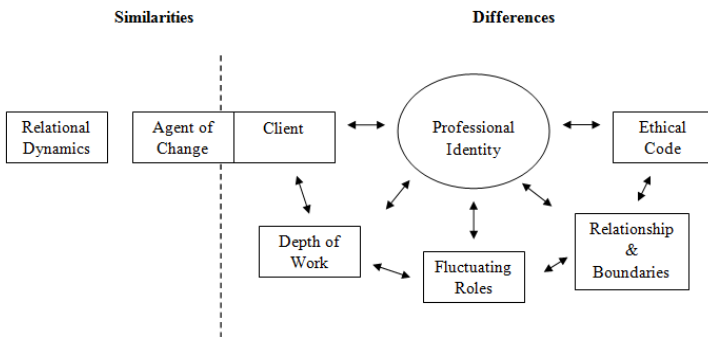 Similarities
Differences
Relational
Dynamics
Agent of
Change
Client
Professional
Identity
Ethical
Code
Depth of
Work
Fluctuating
Roles
Relationship
&
Boundaries